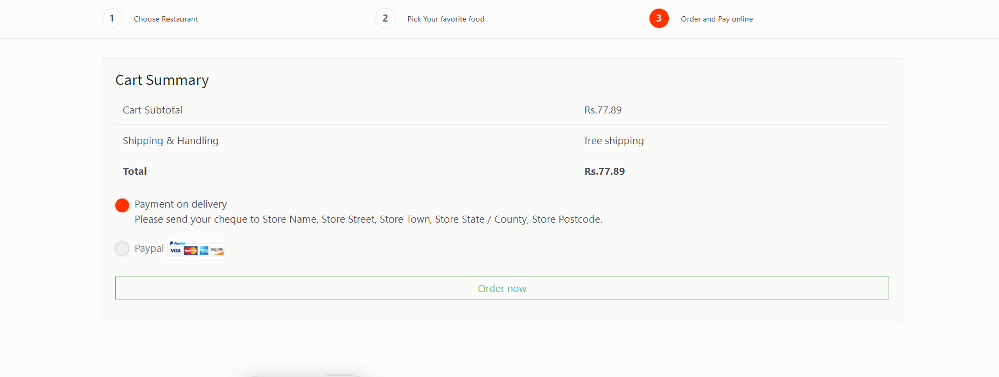 1 Choose Restaurant 2 Pick Your favorite food 3 Order and Pay online
Cart Summary
Cart Subtotal Rs.77.89
Shipping & Handling free shipping
Total Rs.77.89
Payment on delivery
Please send your cheque to Store Name, Store Street, Store Town, Store State / County, Store Postcode.
Paypal PayPal VISA MasterCard DISCOVER
Order now